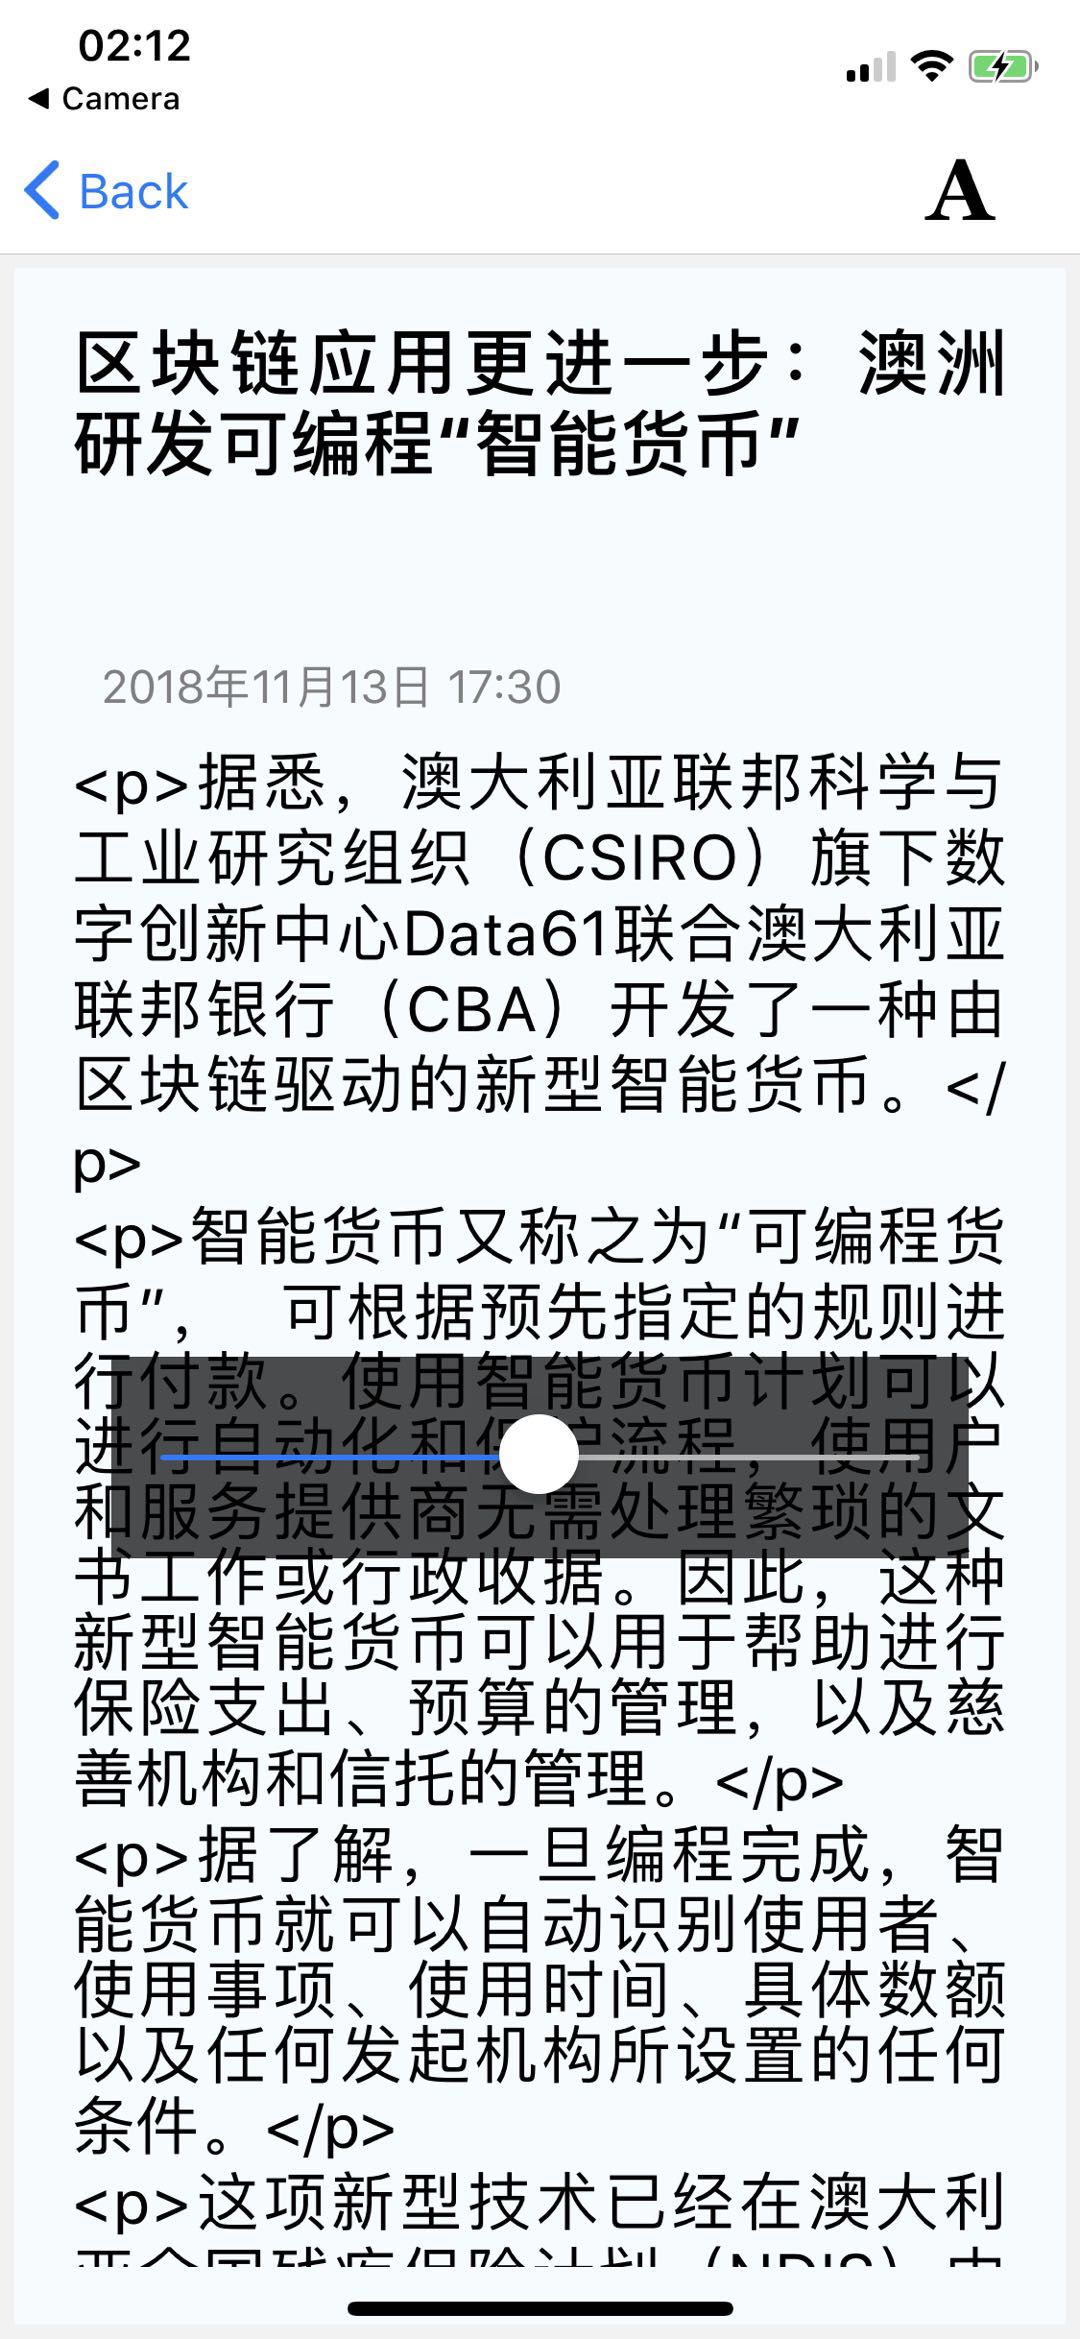 02:12
◀ Camera
Back
A
区块链应用更进一步：澳洲
研发可编程“智能货币”
2018年11月13日 17:30
<p>据悉，澳大利亚联邦科学与
工业研究组织（CSIRO）旗下数
字创新中心Data61联合澳大利亚
联邦银行（CBA）开发了一种由
区块链驱动的新型智能货币。</
p>
<p>智能货币又称之为“可编程货
币”， 可根据预先指定的规则进
行付款。使用智能货币计划可以
进行自动化和保护流程，使用户
和服务提供商无需处理繁琐的文
书工作或行政收据。因此，这种
新型智能货币可以用于帮助进行
保险支出、预算的管理，以及慈
善机构和信托的管理。</p>
<p>据了解，一旦编程完成，智
能货币就可以自动识别使用者、
使用事项、使用时间、具体数额
以及任何发起机构所设置的任何
条件。</p>
<p>这项新型技术已经在澳大利
亚全国残疾保险计划（NDIS）中